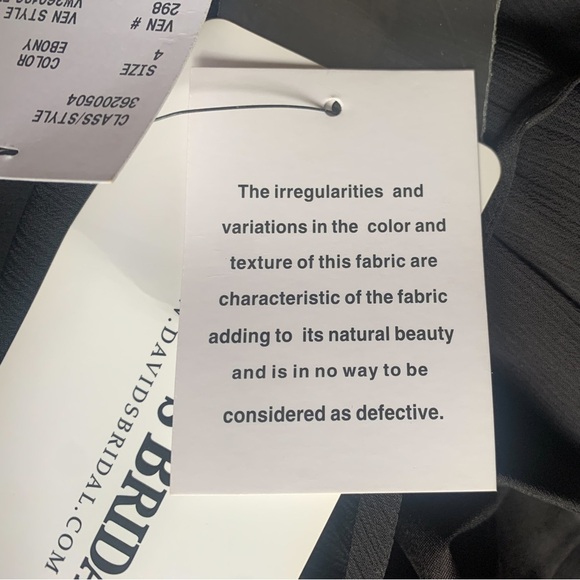 The irregularities and
variations in the color and
texture of this fabric are
characteristic of the fabric
adding to its natural beauty
and is in no way to be
considered as defective.
CLASS/STYLE
36200504
SIZE
4
COLOR
EBONY
VEN #
298
VEN STYLE
.DAVIDSBRIDAL.COM
BRIDA